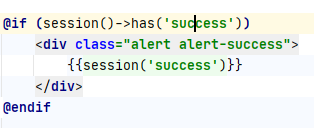 @if (session()->has('success'))
<div class="alert alert-success">
{{session('success')}}
</div>
@endif